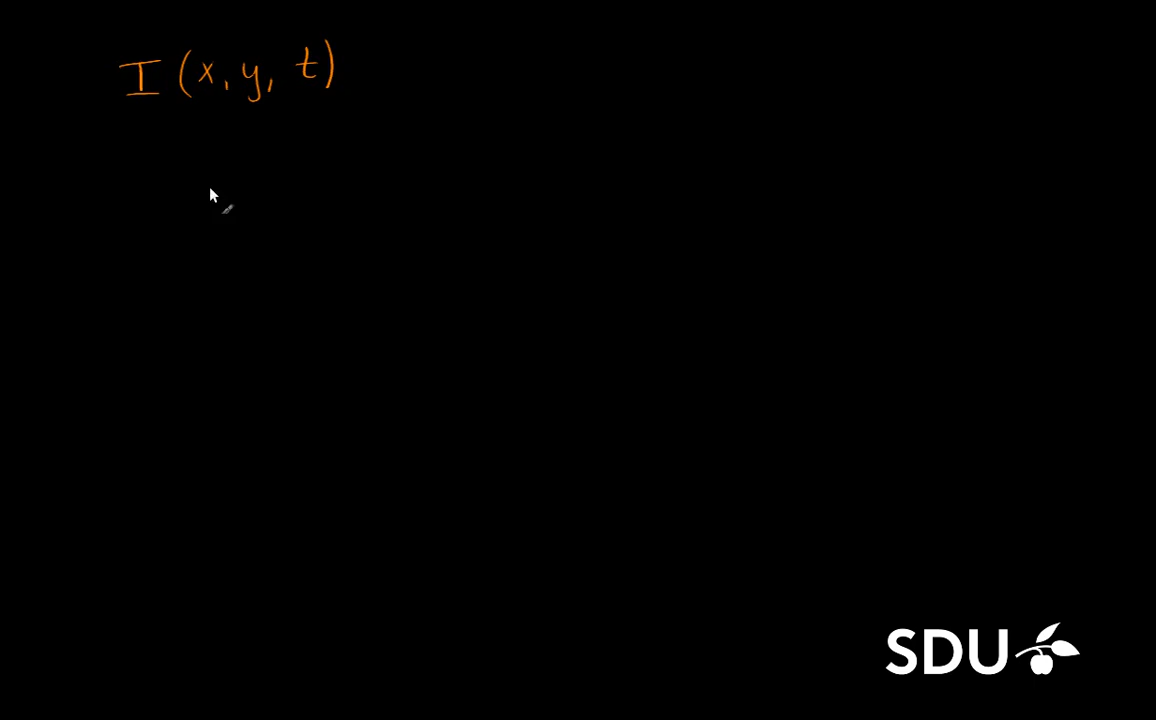 I (x, y, t)
SDU